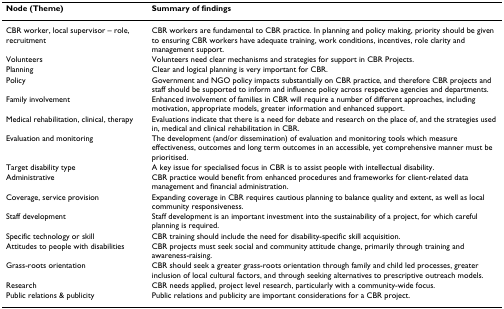 Node (Theme) Summary of findings
CBR worker, local supervisor – role, CBR workers are fundamental to CBR practice. In planning and policy making, priority should be given
recruitment to ensuring CBR workers have adequate training, work conditions, incentives, role clarity and
management support.
Volunteers Volunteers need clear mechanisms and strategies for support in CBR Projects.
Planning Clear and logical planning is very important for CBR.
Policy Government and NGO policy impacts substantially on CBR practice, and therefore CBR projects and
staff should be supported to inform and influence policy across respective agencies and departments.
Family involvement Enhanced involvement of families in CBR will require a number of different approaches, including
motivation, appropriate models, greater information and enhanced support.
Medical rehabilitation, clinical, therapy Evaluations indicate that there is a need for debate and research on the place of, and the strategies used
in, medical and clinical rehabilitation in CBR.
Evaluation and monitoring The development (and/or dissemination) of evaluation and monitoring tools which measure
effectiveness, outcomes and long term outcomes in an accessible, yet comprehensive manner must be
prioritised.
Target disability type A key issue for specialised focus in CBR is to assist people with intellectual disability.
Administrative CBR practice would benefit from enhanced procedures and frameworks for client-related data
management and financial administration.
Coverage, service provision Expanding coverage in CBR requires cautious planning to balance quality and extent, as well as local
community responsiveness.
Staff development Staff development is an important investment into the sustainability of a project, for which careful
planning is required.
Specific technology or skill CBR training should include the need for disability-specific skill acquisition.
Attitudes to people with disabilities CBR projects must seek social and community attitude change, primarily through training and
awareness-raising.
Grass-roots orientation CBR should seek a greater grass-roots orientation through family and child led processes, greater
inclusion of local cultural factors, and through seeking alternatives to prescriptive outreach models.
Research CBR needs applied, project level research, particularly with a community-wide focus.
Public relations & publicity Public relations and publicity are important considerations for a CBR project.